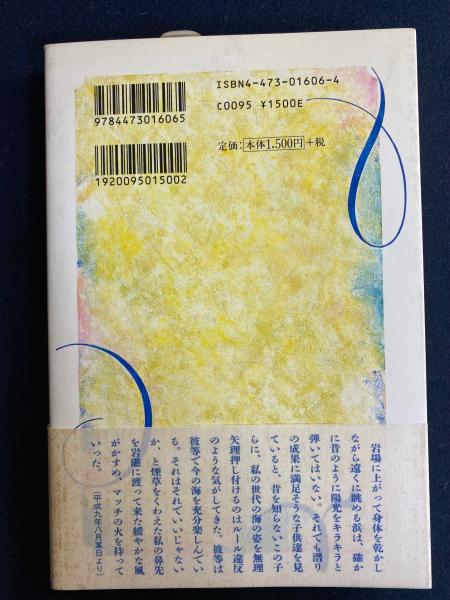 ISBN4-473-01606-4
C0095 ¥1500E
9784473016065
定価：本体1,500円＋税
1920095015002
岩場に上がって身体を乾かし
ながら遠くに眺める浜は、確か
に昔のように陽光をキラキラと
弾いてはいない。それでも潜り
の成果に満足そうな子供達を見
ていると、昔を知らないこの子
らに、私の世代の海の姿を無理
矢理押し付けるのはルール違反
のような気がしてきた。彼等は
彼等で今の海を充分楽しんでい
る。それはそれでいいじゃない
か、と煙草をくわえた私の鼻先
を岩礁に渡って来た緩やかな風
がかすめ、マッチの火を持って
いった。
（平成九年八月某日より）